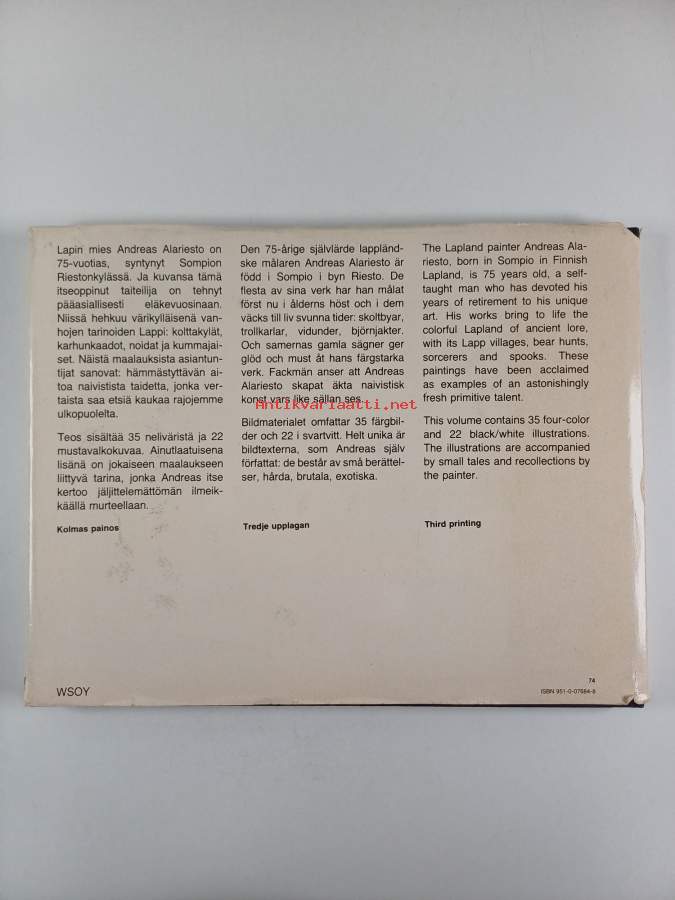 Lapin mies Andreas Alariesto on
75-vuotias, syntynyt Sompion
Riestonkylässä. Ja kuvansa tämä
itseoppinut taiteilija on tehnyt
pääasiallisesti eläkevuosinaan.
Niissä hehkuu värikylläisenä van-
hojen tarinoiden Lappi: kolttakylät,
karhunkaadot, noidat ja kummajai-
set. Näistä maalauksista asiantun-
tijat sanovat: hämmästyttävän ai-
toa naivistista taidetta, jonka ver-
taista saa etsiä kaukaa rajojemme
ulkopuolelta.
Teos sisältää 35 neliväristä ja 22
mustavalkokuvaa. Ainutlaatuisena
lisänä on jokaiseen maalaukseen
liittyvä tarina, jonka Andreas itse
kertoo jäljittelemättömän ilmeik-
käällä murteellaan.
Kolmas painos
Den 75-årige självlärde lappländ-
ske målaren Andreas Alariesto är
född i Sompio i byn Riesto. De
flesta av sina verk har han målat
först nu i ålderns höst och i dem
väcks till liv svunna tider: skoltbyar,
trollkarlar, vidunder, björnjakter.
Och samernas gamla sägner ger
glöd och must åt hans färgstarka
verk. Fackmän anser att Andreas
Alariesto skapat äkta naivistisk
konst vars like sällan ses.
Bildmaterialet omfattar 35 färgbil-
der och 22 i svartvitt. Helt unika är
bildtexterna, som Andreas själv
författat: de består av små berättel-
ser, hårda, brutala, exotiska.
Tredje upplagan
The Lapland painter Andreas Ala-
riesto, born in Sompio in Finnish
Lapland, is 75 years old, a self-
taught man who has devoted his
years of retirement to his unique
art. His works bring to life the
colorful Lapland of ancient lore,
with its Lapp villages, bear hunts,
sorcerers and spooks. These
paintings have been acclaimed
as examples of an astonishingly
fresh primitive talent.
This volume contains 35 four-color
and 22 black/white illustrations.
The illustrations are accompanied
by small tales and recollections by
the painter.
Third printing
Antikvariaatti.net
WSOY
74
ISBN 951-0-07684-8